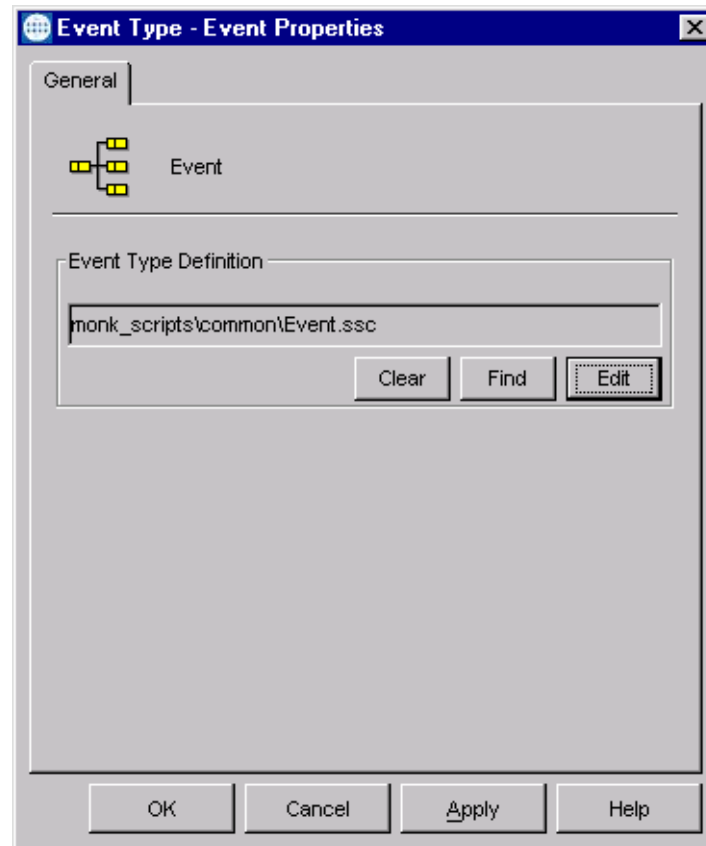 Event Type - Event Properties
General
Event
Event Type Definition
monk_scripts\common\Event.ssc
Clear Find Edit
OK Cancel Apply Help